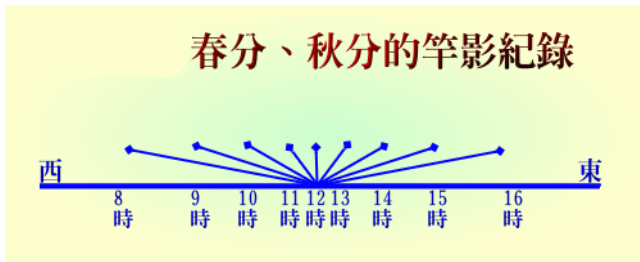 春分、秋分的竿影紀錄
西 東
8 9 10 11 12 13 14 15 16
時 時 時 時 時 時 時 時 時